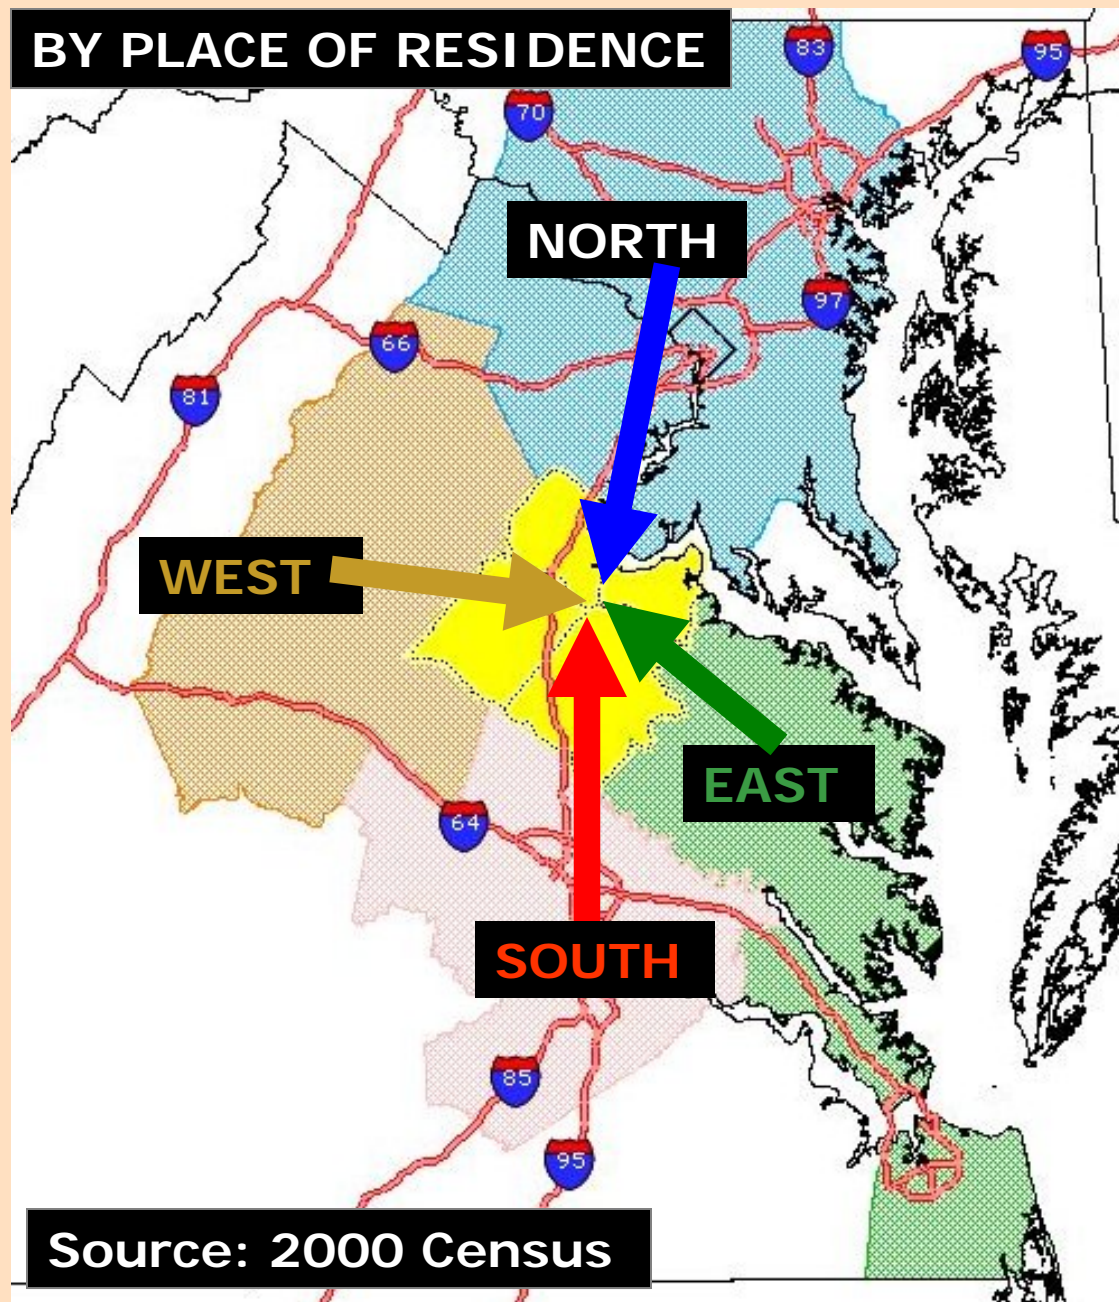 BY PLACE OF RESIDENCE
83
95
70
NORTH
97
66
81
WEST
EAST
64
SOUTH
85
95
Source: 2000 Census